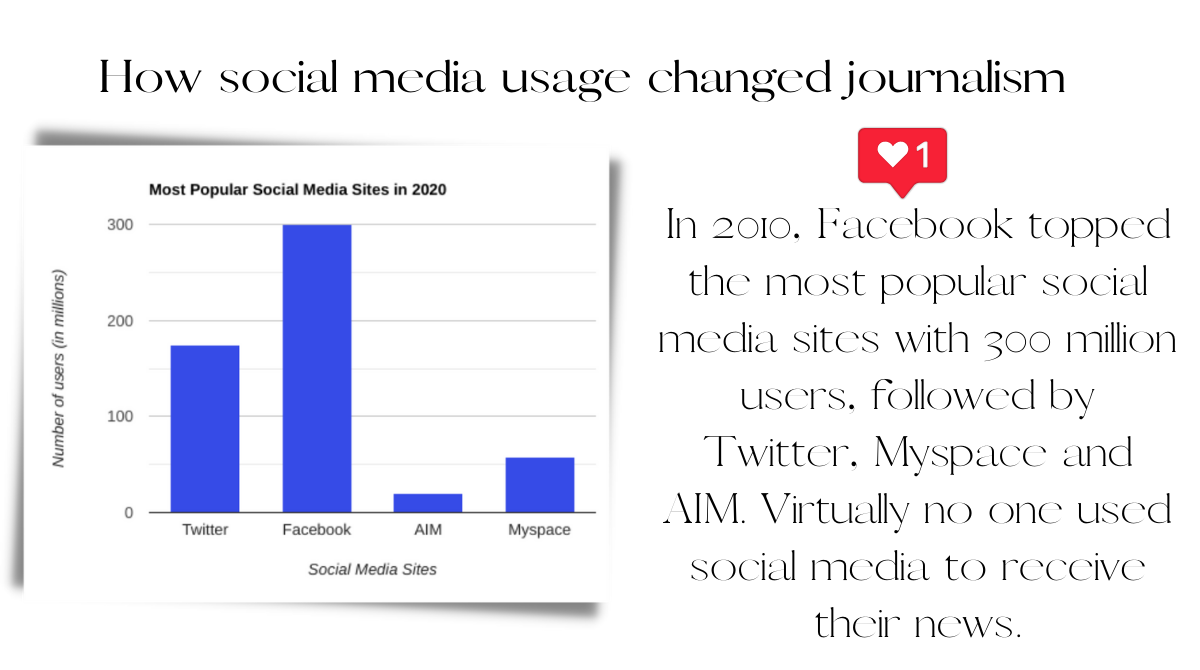 How social media usage changed journalism
Most Popular Social Media Sites in 2020
300
200
100
0
Number of users (in millions)
Twitter
Facebook
AIM
Myspace
Social Media Sites
1
In 2010, Facebook topped
the most popular social
media sites with 300 million
users, followed by
Twitter, Myspace and
AIM. Virtually no one used
social media to receive
their news.